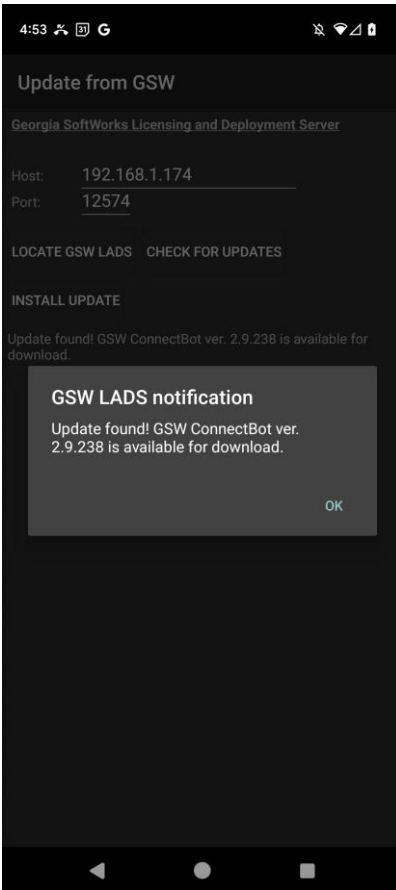 4:53 31 G
Update from GSW
Georgia SoftWorks Licensing and Deployment Server
Host: 192.168.1.174
Port: 12574
LOCATE GSW LADS CHECK FOR UPDATES
INSTALL UPDATE
Update found! GSW ConnectBot ver. 2.9.238 is available for
download.
GSW LADS notification
Update found! GSW ConnectBot ver.
2.9.238 is available for download.
OK